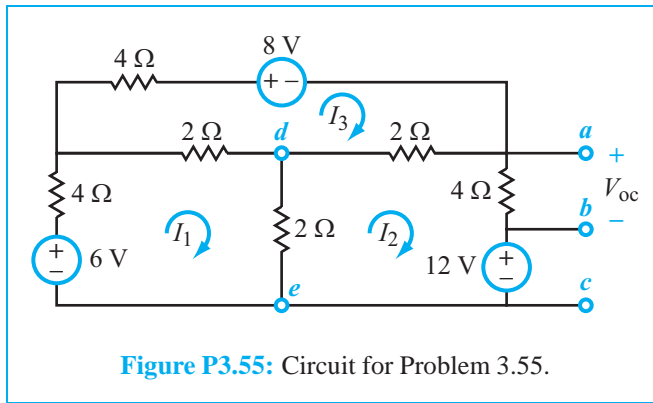 8 V
4 Ω
+ −
I3
2 Ω
d
2 Ω
a
+
4 Ω
4 Ω
Voc
b
−
I1
2 Ω
I2
+
−
6 V
12 V
+
−
e
c
Figure P3.55: Circuit for Problem 3.55.